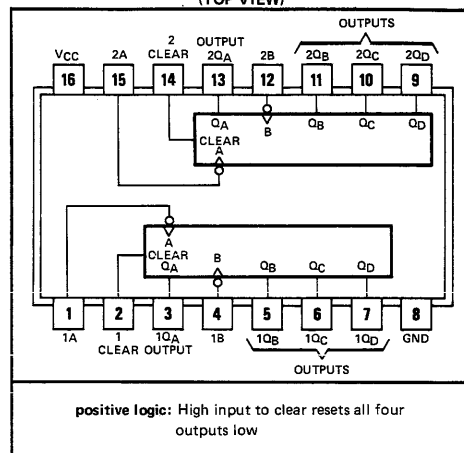 (TOP VIEW)
OUTPUTS
VCC 2A 2 CLEAR OUTPUT 2QA 2B 2QB 2QC 2QD
16 15 14 13 12 11 10 9
QA B QB QC QD
CLEAR
A
A
CLEAR
QA B QB QC QD
1 2 3 4 5 6 7 8
1A 1 CLEAR OUTPUT 1QA 1B 1QB 1QC 1QD GND
OUTPUTS
positive logic: High input to clear resets all four
outputs low